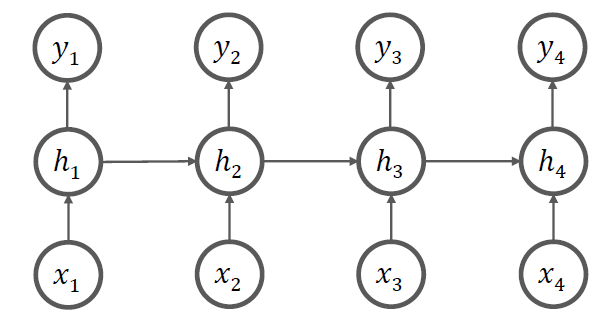 y₁ y₂ y₃ y₄
h₁ h₂ h₃ h₄
x₁ x₂ x₃ x₄